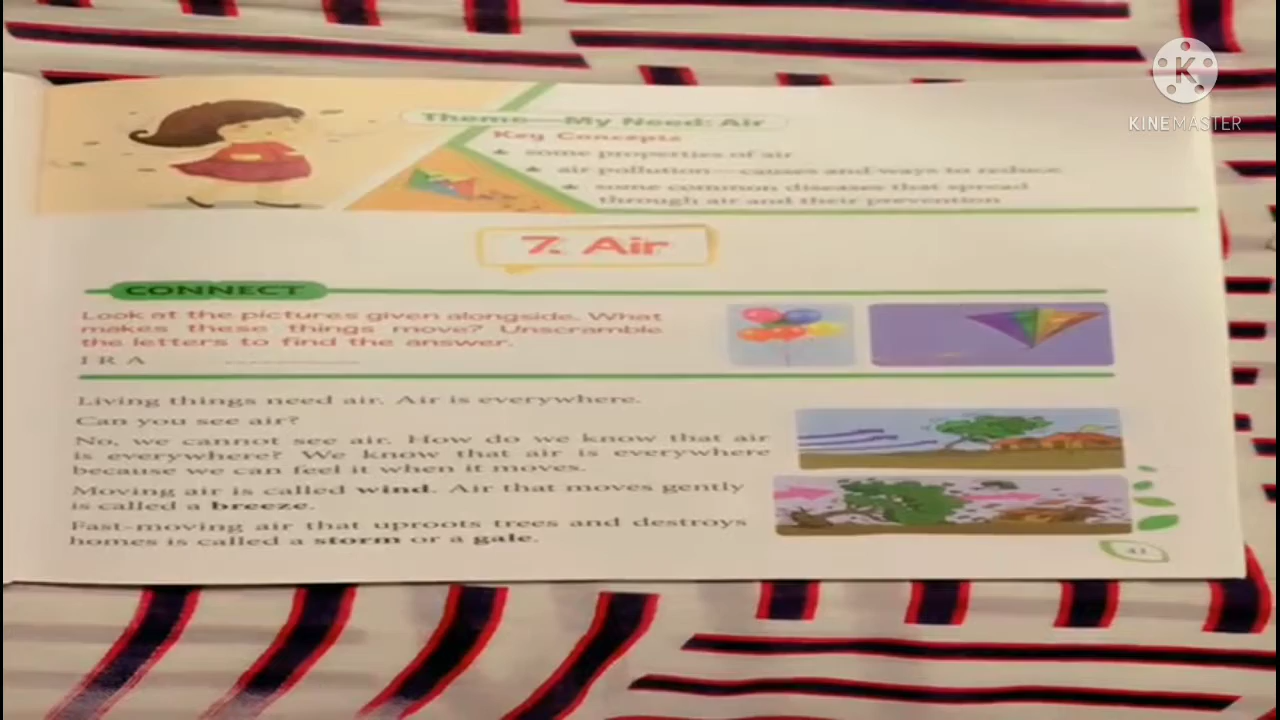 KINEMASTER
Theme—My Need: Air
Key Concepts
some properties of air
air pollution—causes and ways to reduce
some common diseases that spread
through air and their prevention
7. Air
CONNECT
Look at the pictures given alongside. What
makes these things move? Unscramble
the letters to find the answer.
I R A
Living things need air. Air is everywhere.
Can you see air?
No, we cannot see air. How do we know that air
is everywhere? We know that air is everywhere
because we can feel it when it moves.
Moving air is called wind. Air that moves gently
is called a breeze.
Fast-moving air that uproots trees and destroys
homes is called a storm or a gale.
41